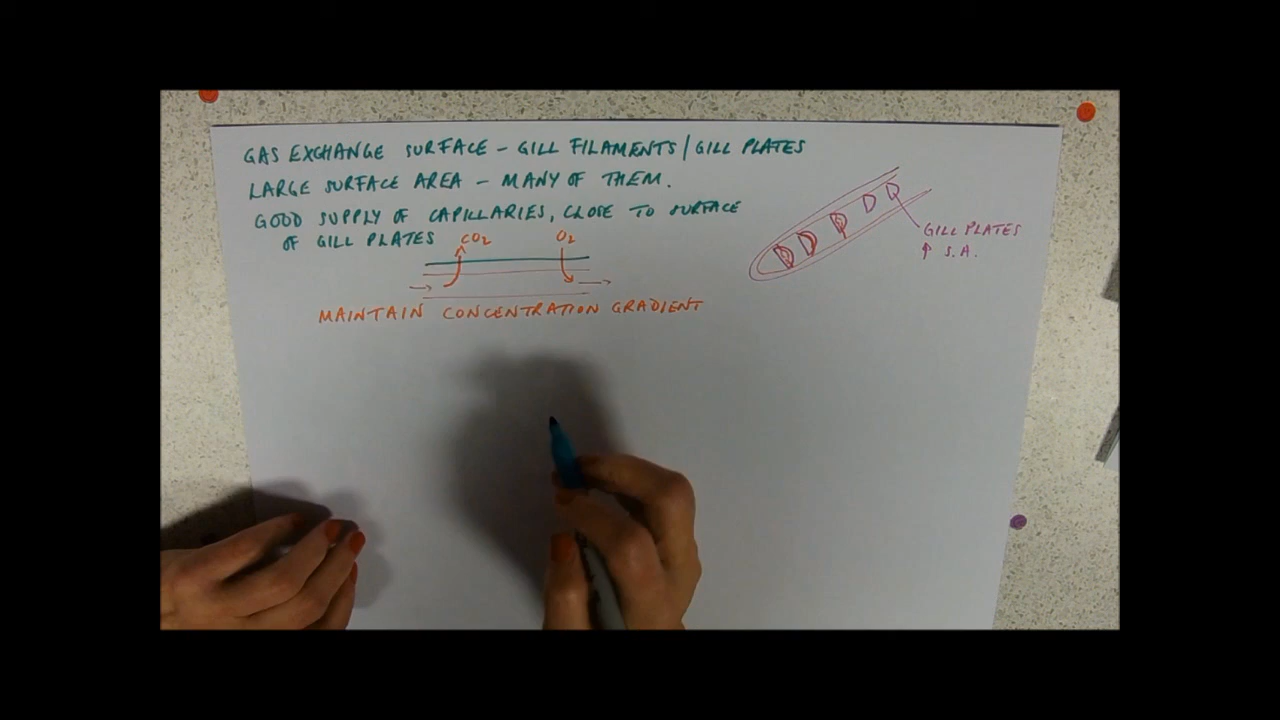 GAS EXCHANGE SURFACE - GILL FILAMENTS/GILL PLATES
LARGE SURFACE AREA - MANY OF THEM.
GOOD SUPPLY OF CAPILLARIES, CLOSE TO SURFACE
OF GILL PLATES
CO2
O2
MAINTAIN CONCENTRATION GRADIENT
GILL PLATES
↑ S.A.